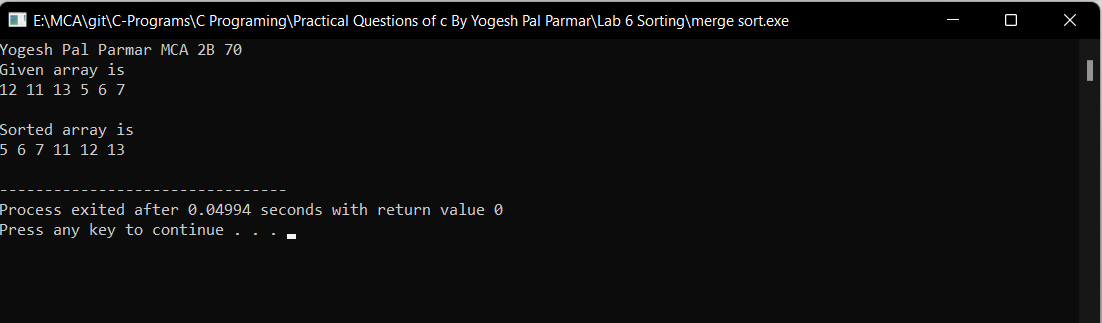 E:\MCA\git\C-Programs\C Programing\Practical Questions of c By Yogesh Pal Parmar\Lab 6 Sorting\merge sort.exe
Yogesh Pal Parmar MCA 2B 70
Given array is
12 11 13 5 6 7
Sorted array is
5 6 7 11 12 13
--------------------------------
Process exited after 0.04994 seconds with return value 0
Press any key to continue . . .